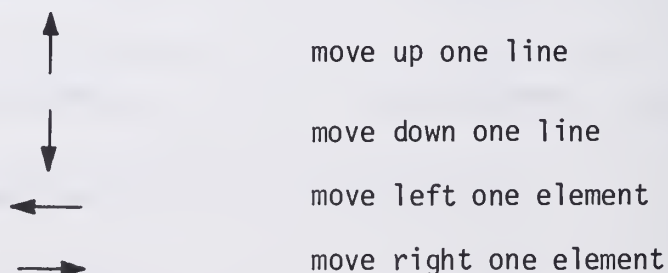 ↑ move up one line
↓ move down one line
← move left one element
→ move right one element